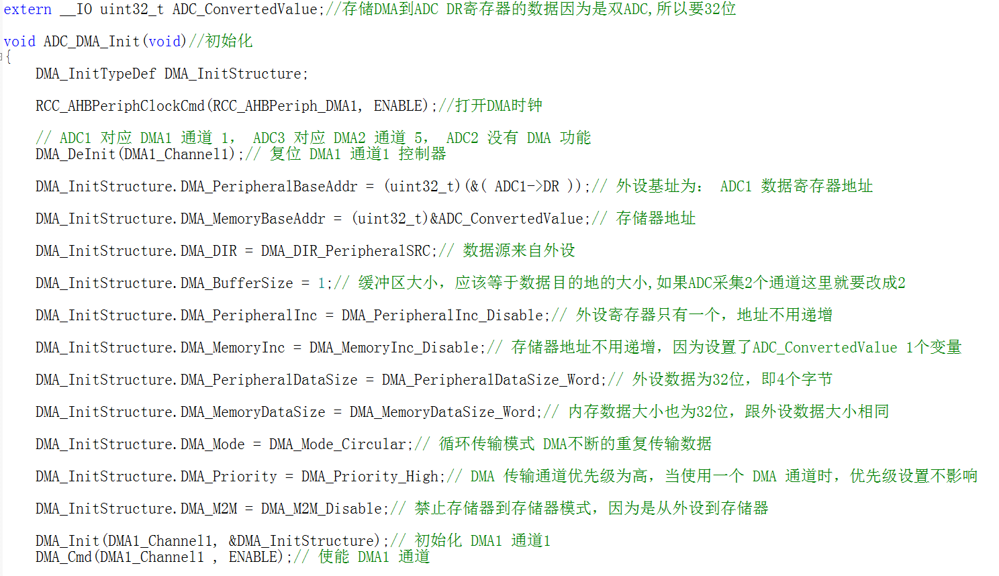 extern __IO uint32_t ADC_ConvertedValue;//存储DMA到ADC DR寄存器的数据因为是双ADC,所以要32位
void ADC_DMA_Init(void)//初始化
{
DMA_InitTypeDef DMA_InitStructure;
RCC_AHBPeriphClockCmd(RCC_AHBPeriph_DMA1, ENABLE);//打开DMA时钟
// ADC1 对应 DMA1 通道 1， ADC3 对应 DMA2 通道 5， ADC2 没有 DMA 功能
DMA_DeInit(DMA1_Channel1);// 复位 DMA1 通道1 控制器
DMA_InitStructure.DMA_PeripheralBaseAddr = (uint32_t)(&( ADC1->DR ));// 外设基址为： ADC1 数据寄存器地址
DMA_InitStructure.DMA_MemoryBaseAddr = (uint32_t)&ADC_ConvertedValue;// 存储器地址
DMA_InitStructure.DMA_DIR = DMA_DIR_PeripheralSRC;// 数据源来自外设
DMA_InitStructure.DMA_BufferSize = 1;// 缓冲区大小，应该等于数据目的地的大小,如果ADC采集2个通道这里就要改成2
DMA_InitStructure.DMA_PeripheralInc = DMA_PeripheralInc_Disable;// 外设寄存器只有一个，地址不用递增
DMA_InitStructure.DMA_MemoryInc = DMA_MemoryInc_Disable;// 存储器地址不用递增，因为设置了ADC_ConvertedValue 1个变量
DMA_InitStructure.DMA_PeripheralDataSize = DMA_PeripheralDataSize_Word;// 外设数据为32位，即4个字节
DMA_InitStructure.DMA_MemoryDataSize = DMA_MemoryDataSize_Word;// 内存数据大小也为32位，跟外设数据大小相同
DMA_InitStructure.DMA_Mode = DMA_Mode_Circular;// 循环传输模式 DMA不断的重复传输数据
DMA_InitStructure.DMA_Priority = DMA_Priority_High;// DMA 传输通道优先级为高，当使用一个 DMA 通道时，优先级设置不影响
DMA_InitStructure.DMA_M2M = DMA_M2M_Disable;// 禁止存储器到存储器模式，因为是从外设到存储器
DMA_Init(DMA1_Channel1, &DMA_InitStructure);// 初始化 DMA1 通道1
DMA_Cmd(DMA1_Channel1 , ENABLE);// 使能 DMA1 通道